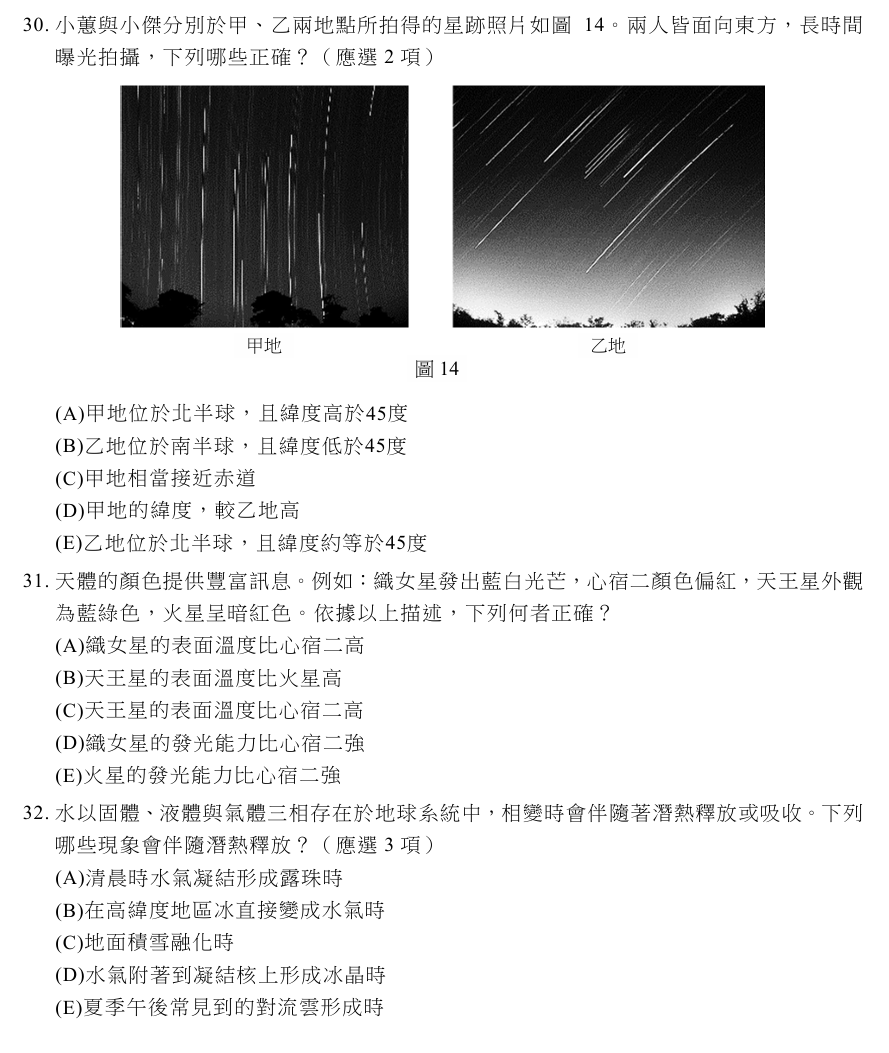 30. 小蕙與小傑分別於甲、乙兩地點所拍得的星跡照片如圖 14。兩人皆面向東方，長時間
曝光拍攝，下列哪些正確？（應選 2 項）
甲地
乙地
圖 14
(A)甲地位於北半球，且緯度高於45度
(B)乙地位於南半球，且緯度低於45度
(C)甲地相當接近赤道
(D)甲地的緯度，較乙地高
(E)乙地位於北半球，且緯度約等於45度
31. 天體的顏色提供豐富訊息。例如：織女星發出藍白光芒，心宿二顏色偏紅，天王星外觀
為藍綠色，火星呈暗紅色。依據以上描述，下列何者正確？
(A)織女星的表面溫度比心宿二高
(B)天王星的表面溫度比火星高
(C)天王星的表面溫度比心宿二高
(D)織女星的發光能力比心宿二強
(E)火星的發光能力比心宿二強
32. 水以固體、液體與氣體三相存在於地球系統中，相變時會伴隨著潛熱釋放或吸收。下列
哪些現象會伴隨潛熱釋放？（應選 3 項）
(A)清晨時水氣凝結形成露珠時
(B)在高緯度地區冰直接變成水氣時
(C)地面積雪融化時
(D)水氣附著到凝結核上形成冰晶時
(E)夏季午後常見到的對流雲形成時